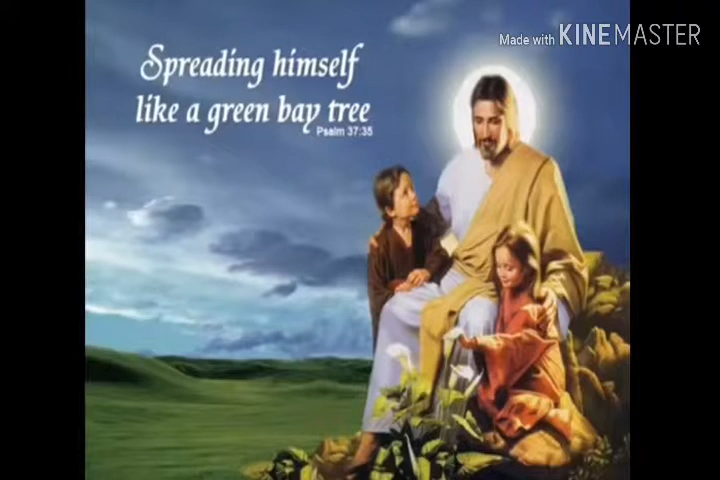 Made with KINEMASTER
Spreading himself
like a green bay tree
Psalm 37:35